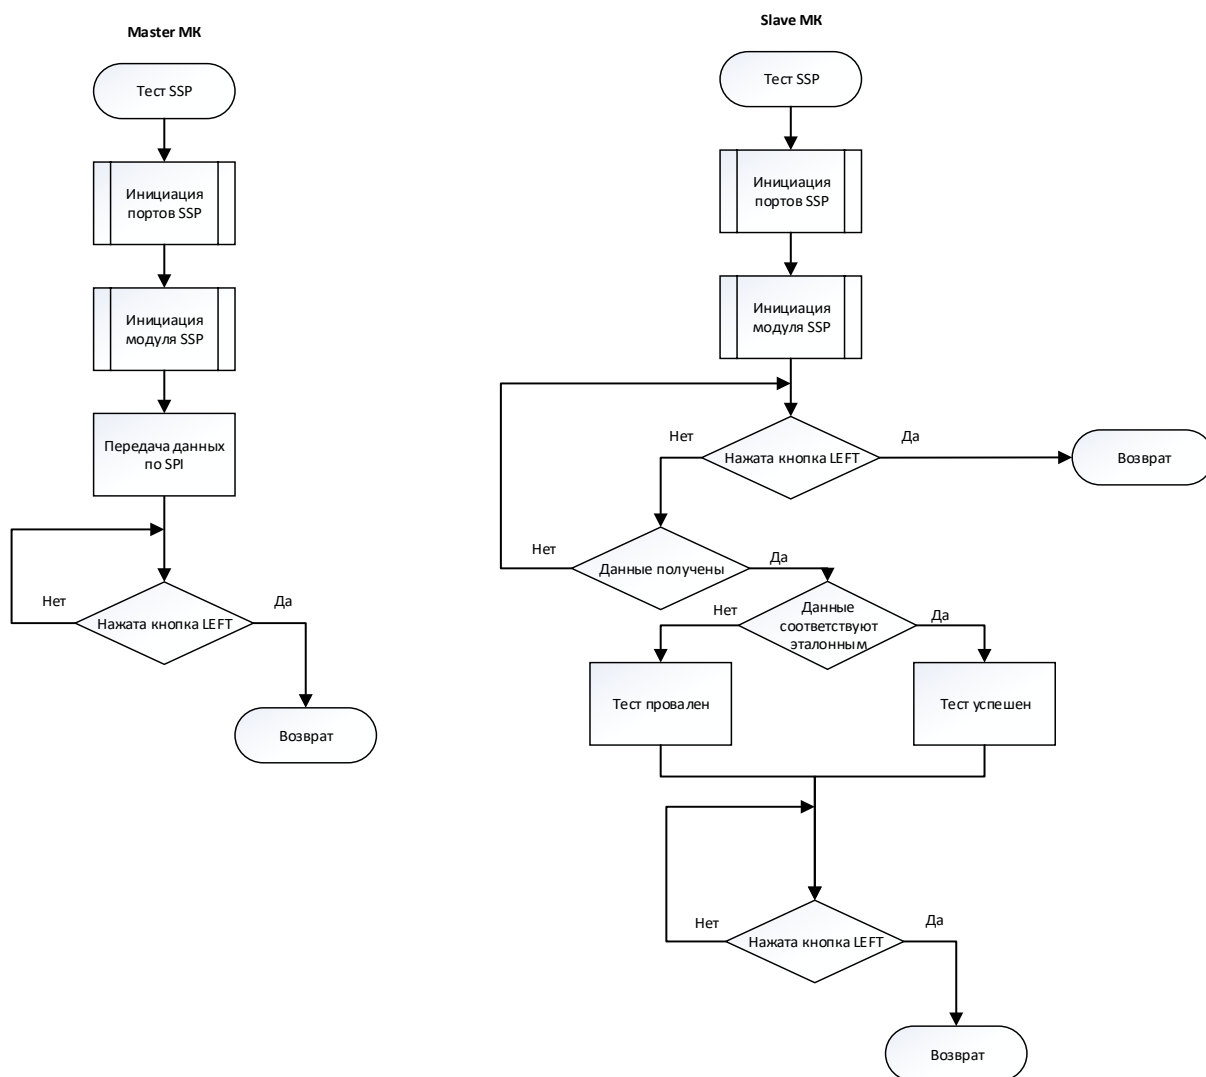 Master МК
Тест SSP
Инициация
портов SSP
Инициация
модуля SSP
Передача данных
по SPI
Нажата кнопка LEFT
Нет
Да
Возврат
Slave МК
Тест SSP
Инициация
портов SSP
Инициация
модуля SSP
Нажата кнопка LEFT
Нет
Да
Возврат
Данные получены
Нет
Да
Данные
соответствуют
эталонным
Нет
Да
Тест провален
Тест успешен
Нажата кнопка LEFT
Нет
Да
Возврат